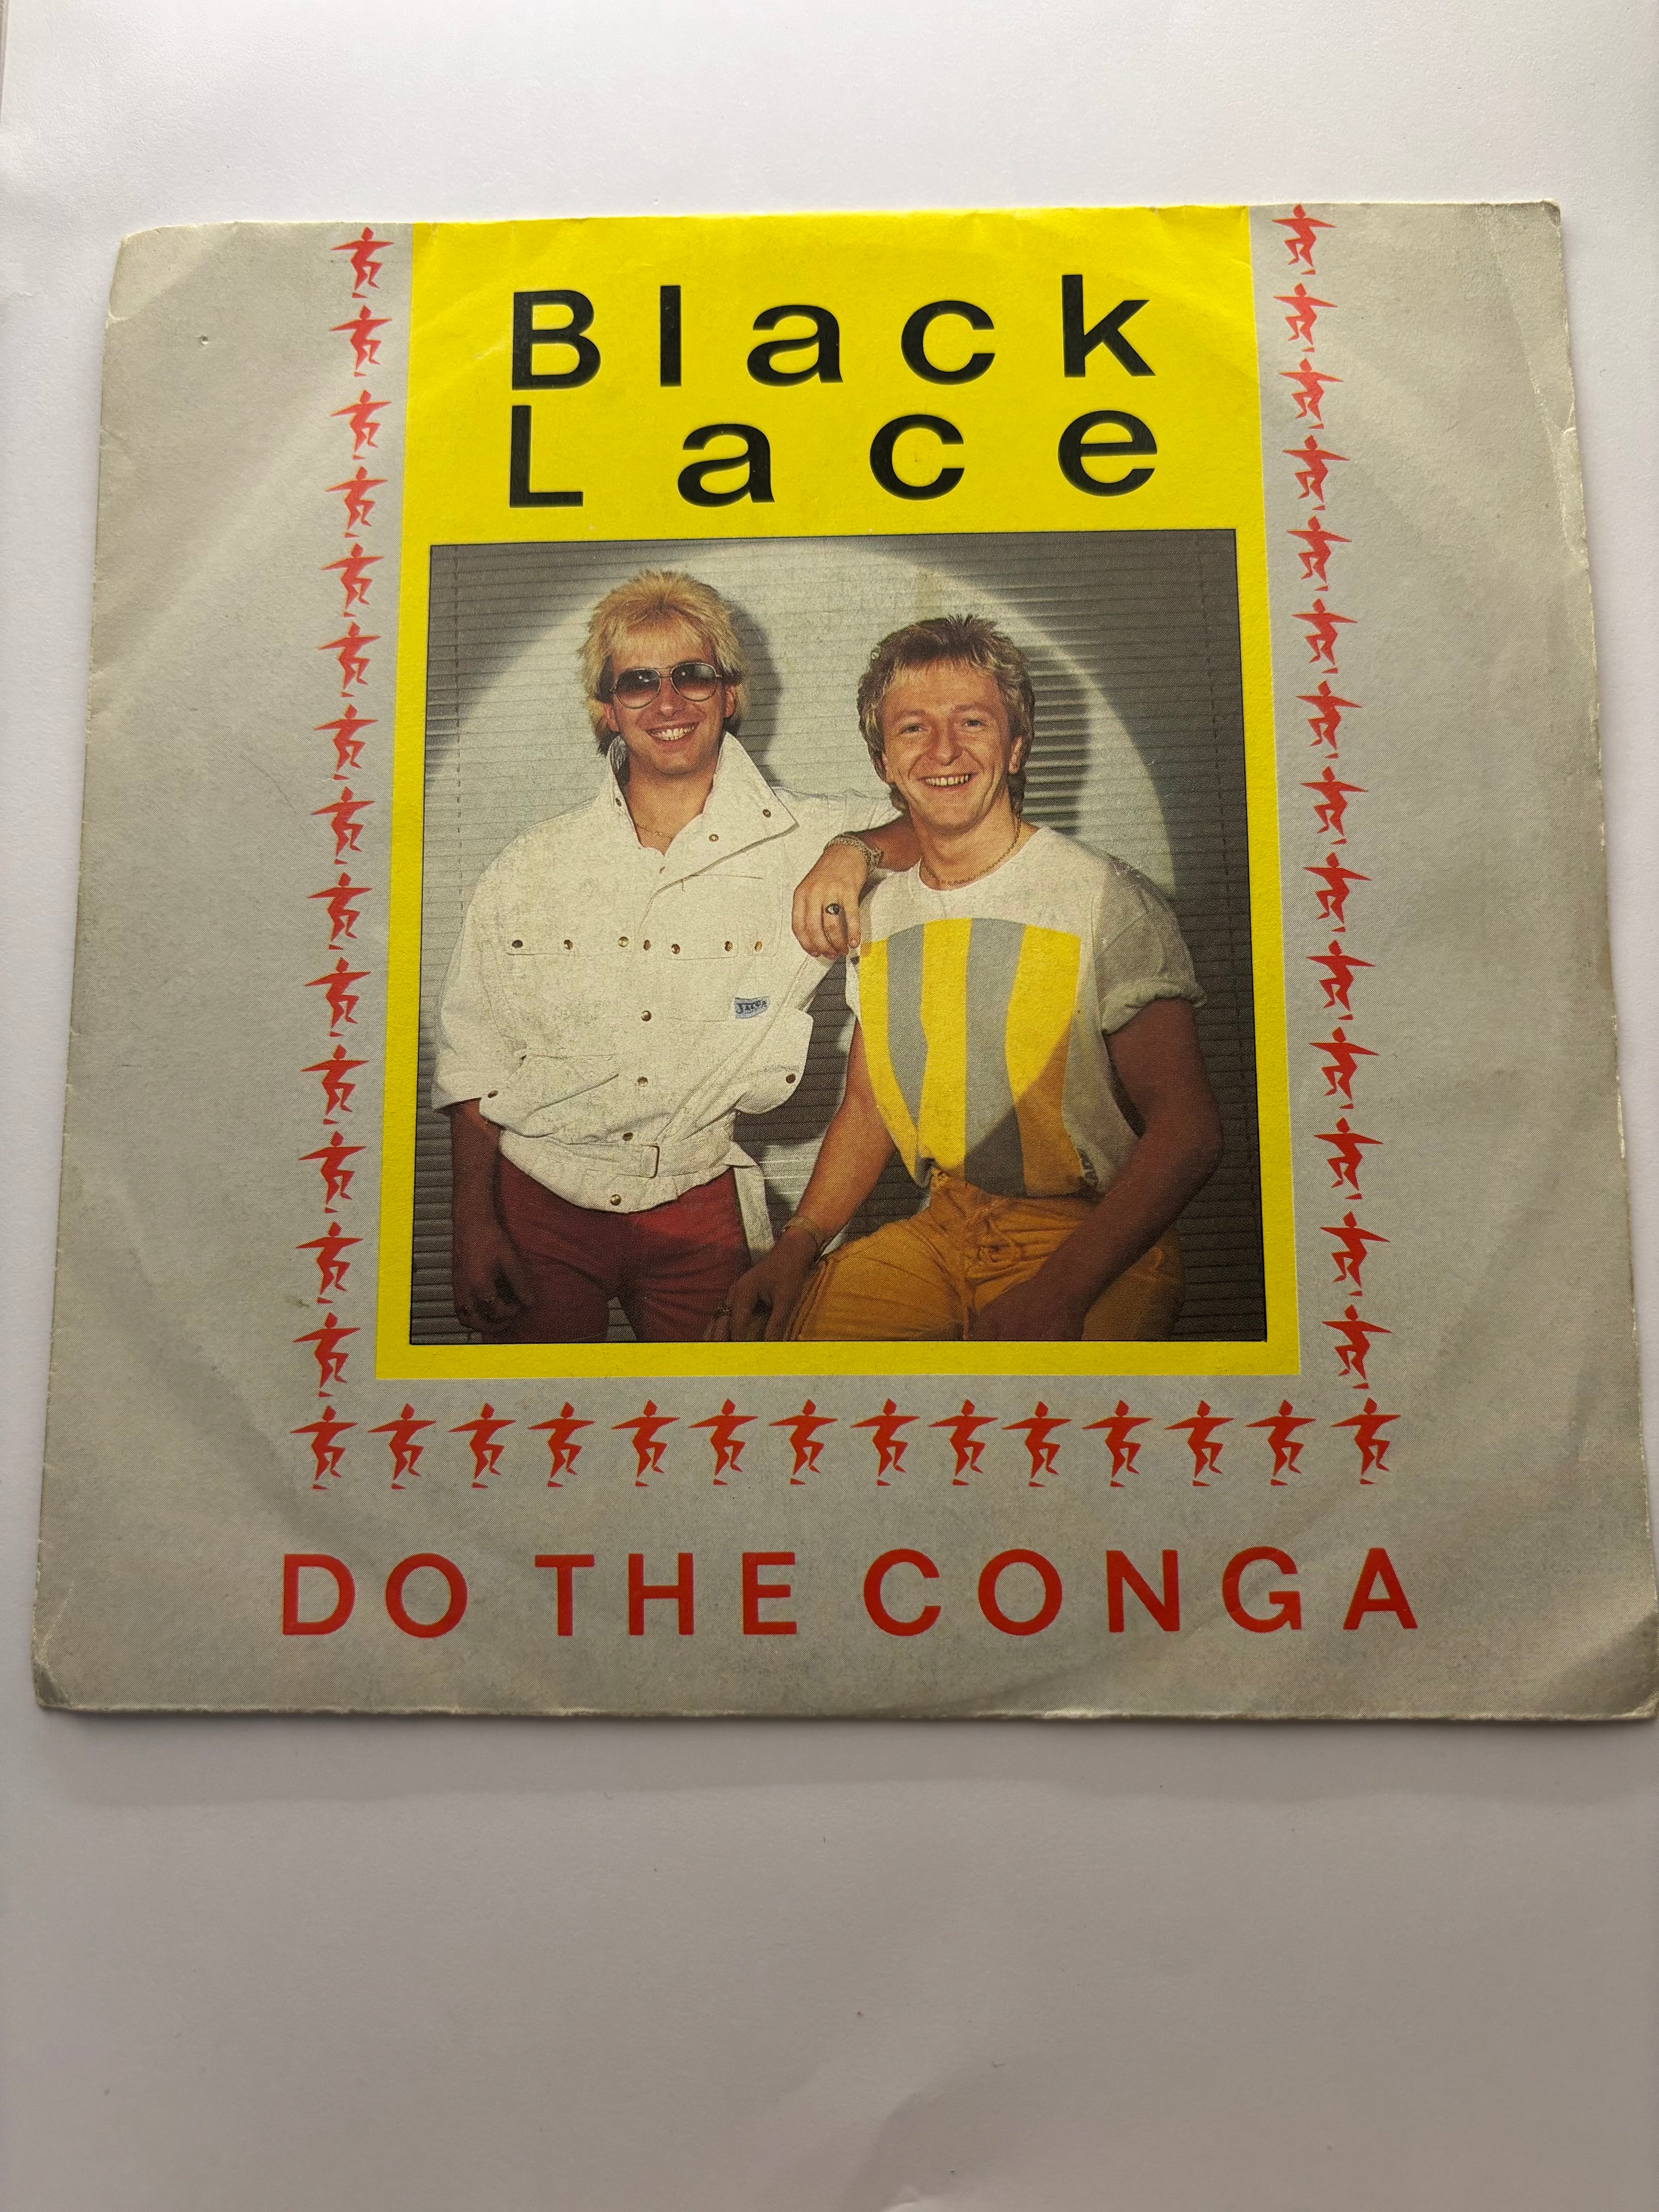 Black
Lace
DO THE CONGA